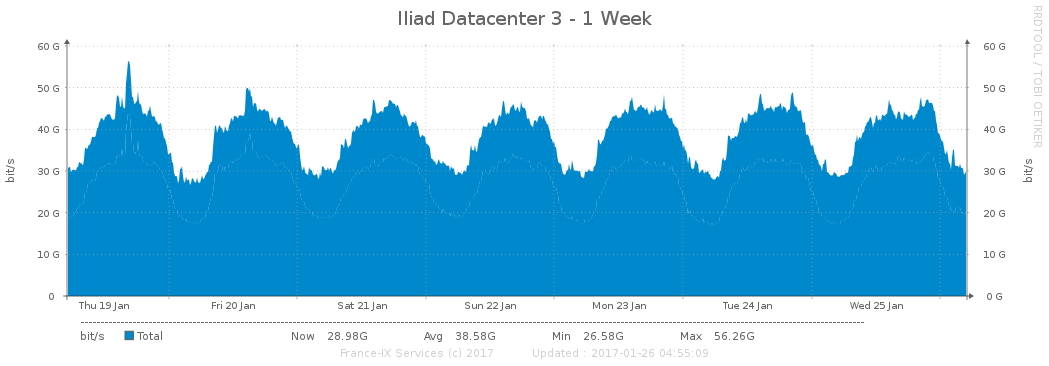 Iliad Datacenter 3 - 1 Week
RRDTOOL / TOBI OETIKER
60 G 60 G
50 G 50 G
40 G 40 G
30 G 30 G
20 G 20 G
10 G 10 G
0 0 G
bit/s bit/s
Thu 19 Jan Fri 20 Jan Sat 21 Jan Sun 22 Jan Mon 23 Jan Tue 24 Jan Wed 25 Jan
bit/s Total Now 28.98G Avg 38.58G Min 26.58G Max 56.26G
France-IX Services (c) 2017 Updated : 2017-01-26 04:55:09